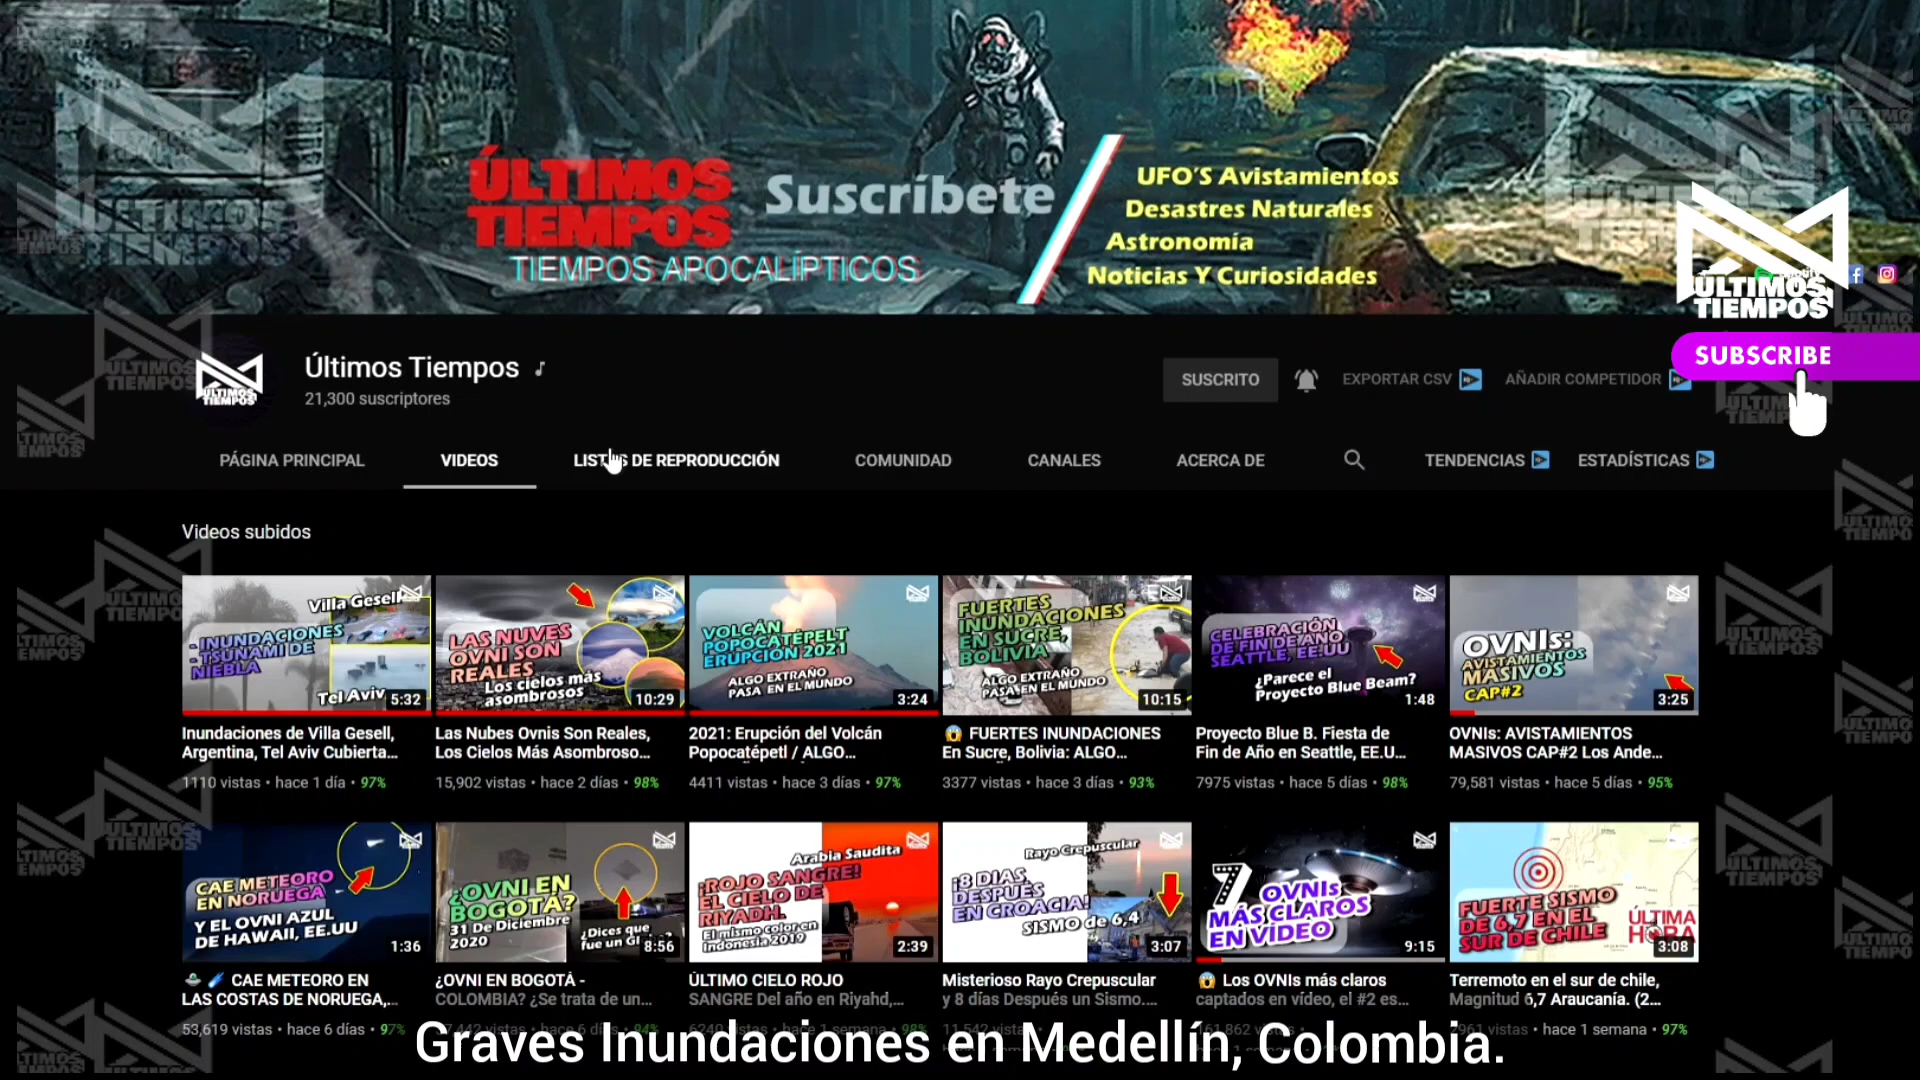 ÚLTIMOS
TIEMPOS
Suscríbete
TIEMPOS APOCALÍPTICOS
UFO'S Avistamientos
Desastres Naturales
Astronomía
Noticias Y Curiosidades
ÚLTIMOS
TIEMPOS
SUBSCRIBE
ÚLTIMOS
TIEMPOS
Últimos Tiempos
21,300 suscriptores
SUSCRITO
EXPORTAR CSV
AÑADIR COMPETIDOR
PÁGINA PRINCIPAL
VIDEOS
LISTAS DE REPRODUCCIÓN
COMUNIDAD
CANALES
ACERCA DE
TENDENCIAS
ESTADÍSTICAS
Videos subidos
Villa Gesell
- INUNDACIONES
- TSUNAMI DE
NIEBLA
Tel Aviv
5:32
LAS NUVES
OVNI SON
REALES
Los cielos más
asombrosos
10:29
VOLCÁN
POPOCATÉPELT
ERUPCIÓN 2021
ALGO EXTRAÑO
PASA EN EL MUNDO
3:24
FUERTES
INUNDACIONES
EN SUCRE,
BOLIVIA
ALGO EXTRAÑO
PASA EN EL MUNDO
10:15
CELEBRACIÓN
DE FIN DE AÑO
SEATTLE, EE.UU
¿Parece el
Proyecto Blue Beam?
1:48
OVNIs:
AVISTAMIENTOS
MASIVOS
CAP#2
3:25
Inundaciones de Villa Gesell,
Argentina, Tel Aviv Cubierta...
1110 vistas • hace 1 día • 97%
Las Nubes Ovnis Son Reales,
Los Cielos Más Asombroso...
15,902 vistas • hace 2 días • 98%
2021: Erupción del Volcán
Popocatépetl / ALGO...
4411 vistas • hace 3 días • 97%
FUERTES INUNDACIONES
En Sucre, Bolivia: ALGO...
3377 vistas • hace 3 días • 93%
Proyecto Blue B. Fiesta de
Fin de Año en Seattle, EE.U...
7975 vistas • hace 5 días • 98%
OVNIs: AVISTAMIENTOS
MASIVOS CAP#2 Los Ande...
79,581 vistas • hace 5 días • 95%
CAE METEORO
EN NORUEGA
Y EL OVNI AZUL
DE HAWAII, EE.UU
1:36
¿OVNI EN
BOGOTÁ?
31 De Diciembre
2020
¿Dices que
8:56
Arabia Saudita
¡ROJO SANGRE!
EL CIELO DE
RIYADH.
El mismo color en
Indonesia 2019
2:39
Rayo Crepuscular
¡8 DIAS
DESPUÉS
EN CROACIA!
SISMO de 6,4
3:07
7 OVNIs
MÁS CLAROS
EN VÍDEO
9:15
FUERTE SISMO
DE 6,7 EN EL
SUR DE CHILE
ÚLTIMA
HORA
3:08
CAE METEORO EN
LAS COSTAS DE NORUEGA,...
53,619 vistas • hace 6 días • 97%
¿OVNI EN BOGOTÁ -
COLOMBIA? ¿Se trata de un...
ÚLTIMO CIELO ROJO
SANGRE Del año en Riyahd,...
Misterioso Rayo Crepuscular
y 8 días Después un Sismo....
Los OVNIs más claros
captados en vídeo, el #2 es...
Terremoto en el sur de chile,
Magnitud 6,7 Araucanía. (2...
vistas • hace 1 semana • 97%
Graves Inundaciones en Medellín, Colombia.